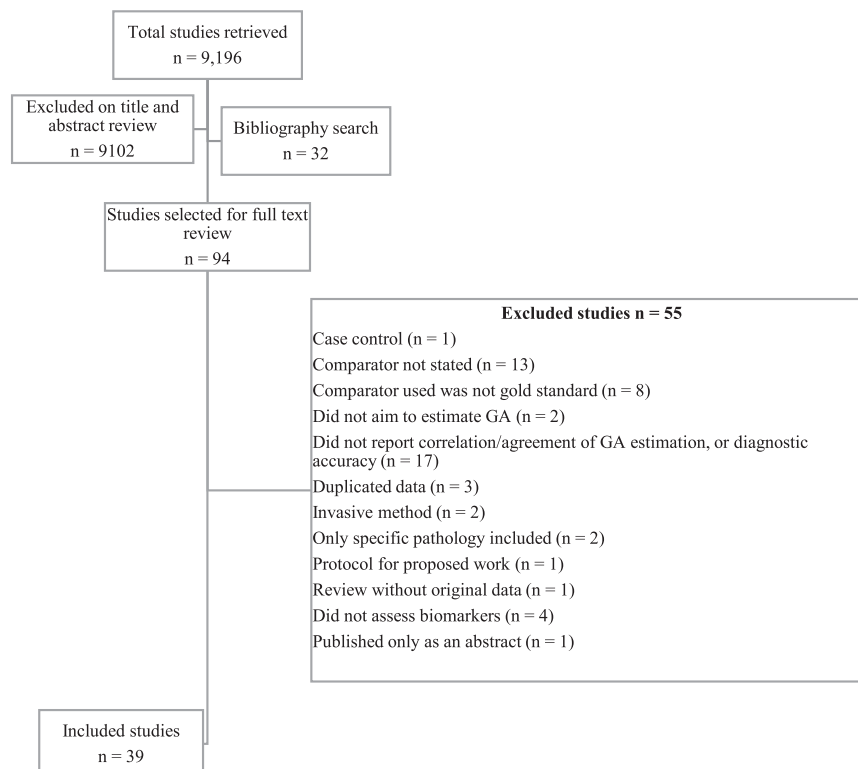 Total studies retrieved
n = 9,196
Excluded on title and
abstract review
n = 9102
Bibliography search
n = 32
Studies selected for full text
review
n = 94
Excluded studies n = 55
Case control (n = 1)
Comparator not stated (n = 13)
Comparator used was not gold standard (n = 8)
Did not aim to estimate GA (n = 2)
Did not report correlation/agreement of GA estimation, or diagnostic
accuracy (n = 17)
Duplicated data (n = 3)
Invasive method (n = 2)
Only specific pathology included (n = 2)
Protocol for proposed work (n = 1)
Review without original data (n = 1)
Did not assess biomarkers (n = 4)
Published only as an abstract (n = 1)
Included studies
n = 39